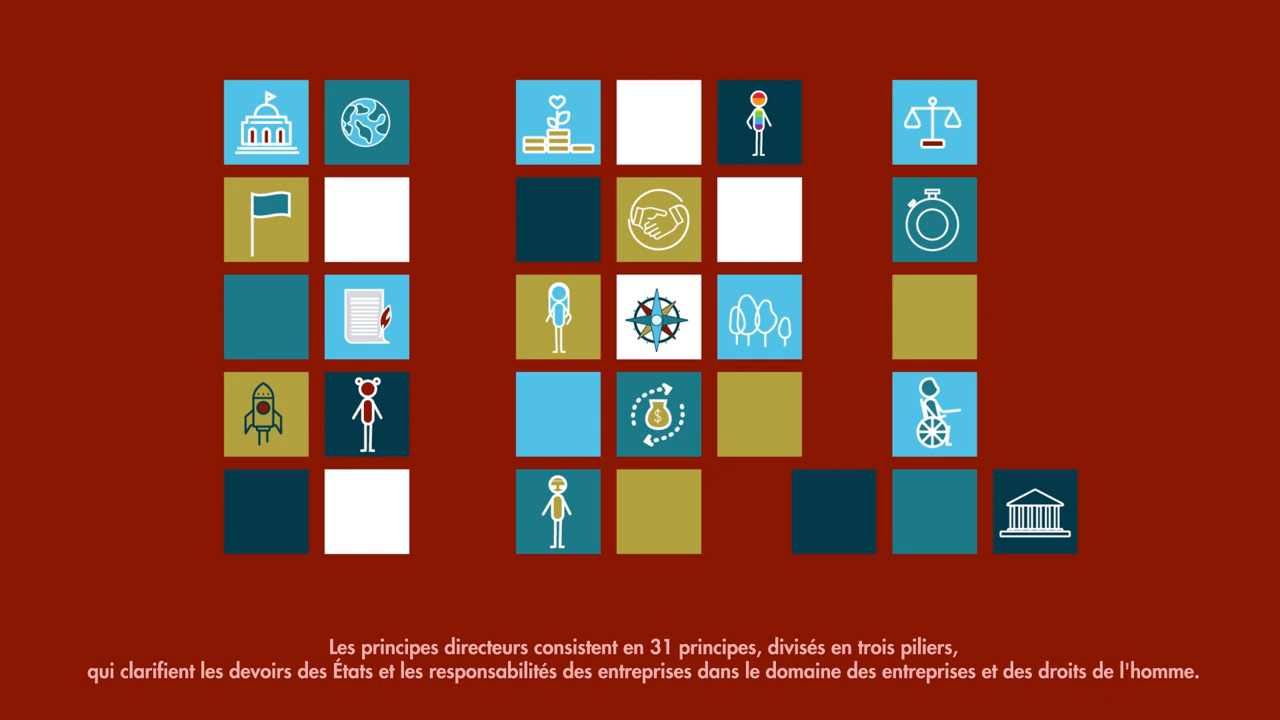 $
Les principes directeurs consistent en 31 principes, divisés en trois piliers,
qui clarifient les devoirs des États et les responsabilités des entreprises dans le domaine des entreprises et des droits de l'homme.